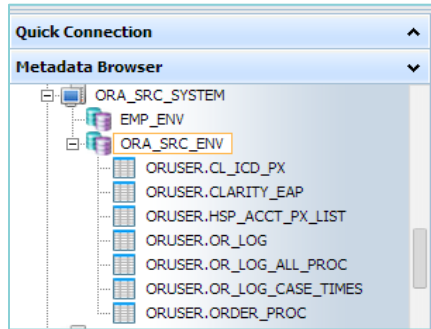 Quick Connection
Metadata Browser
ORA_SRC_SYSTEM
EMP_ENV
ORA_SRC_ENV
ORUSER.CL_ICD_PX
ORUSER.CLARITY_EAP
ORUSER.HSP_ACCT_PX_LIST
ORUSER.OR_LOG
ORUSER.OR_LOG_ALL_PROC
ORUSER.OR_LOG_CASE_TIMES
ORUSER.ORDER_PROC